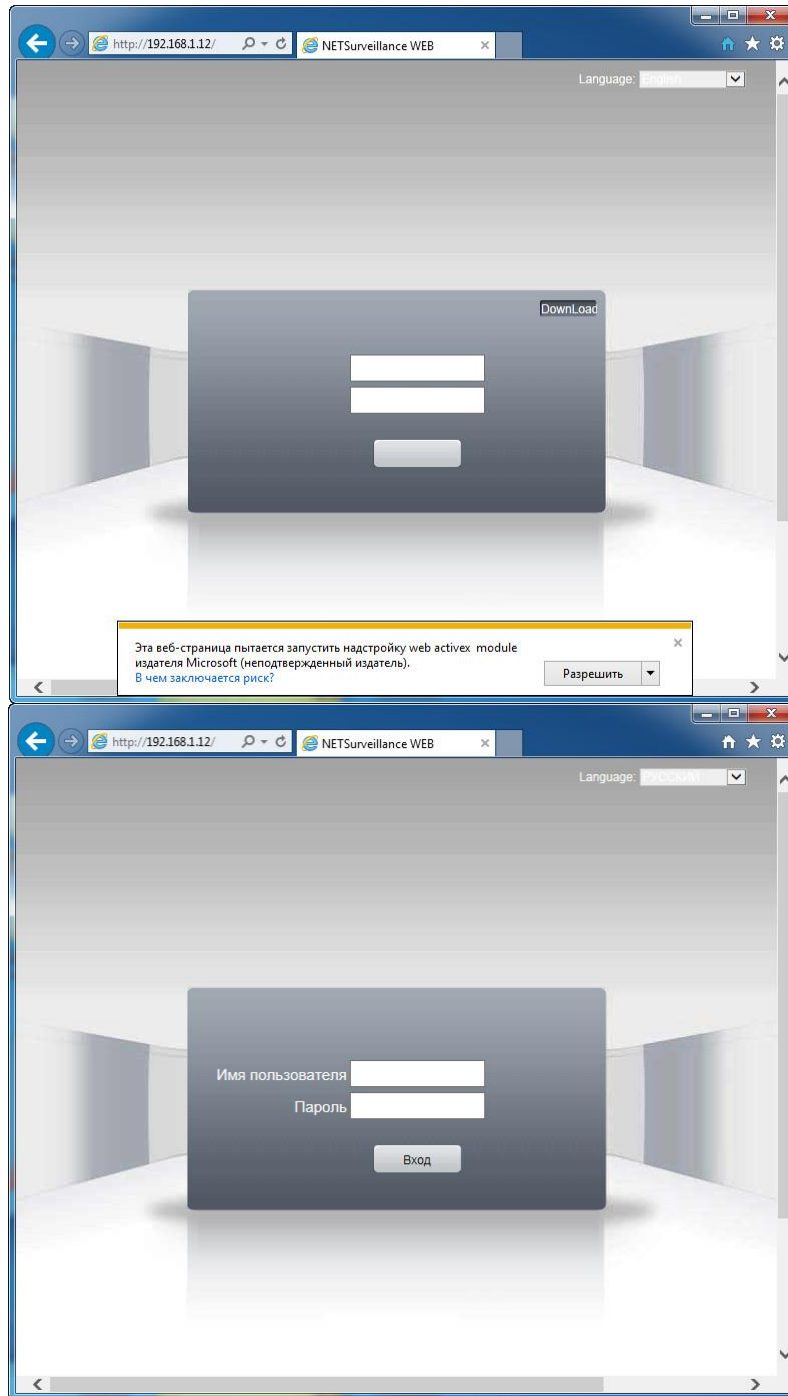 http://192.168.1.12/
NETSurveillance WEB
Language: English
DownLoad
Эта веб-страница пытается запустить надстройку web activex module
издателя Microsoft (неподтвержденный издатель).
В чем заключается риск?
Разрешить
http://192.168.1.12/
NETSurveillance WEB
Language: РУССКИЙ
Имя пользователя
Пароль
Вход